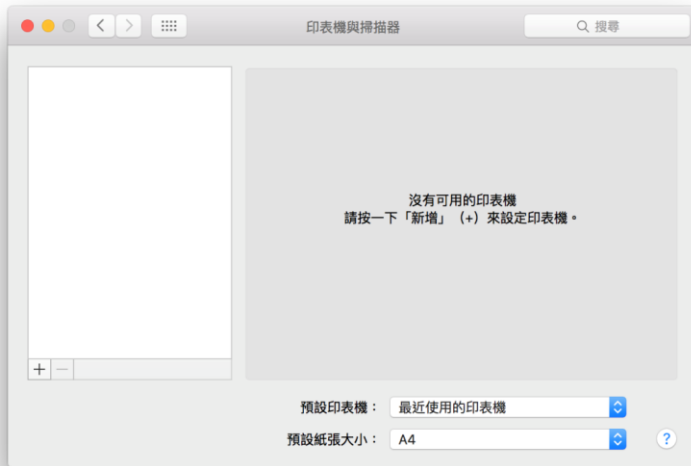 印表機與掃描器
搜尋
沒有可用的印表機
請按一下「新增」（+）來設定印表機。
預設印表機： 最近使用的印表機
預設紙張大小： A4
?